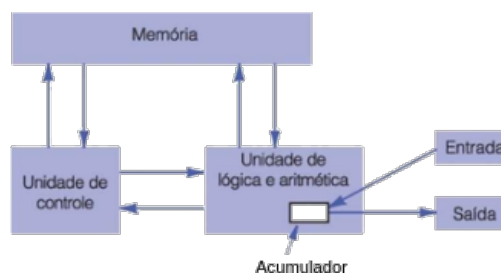 Memória
Unidade de
controle
Unidade de
lógica e aritmética
Entrada
Saída
Acumulador